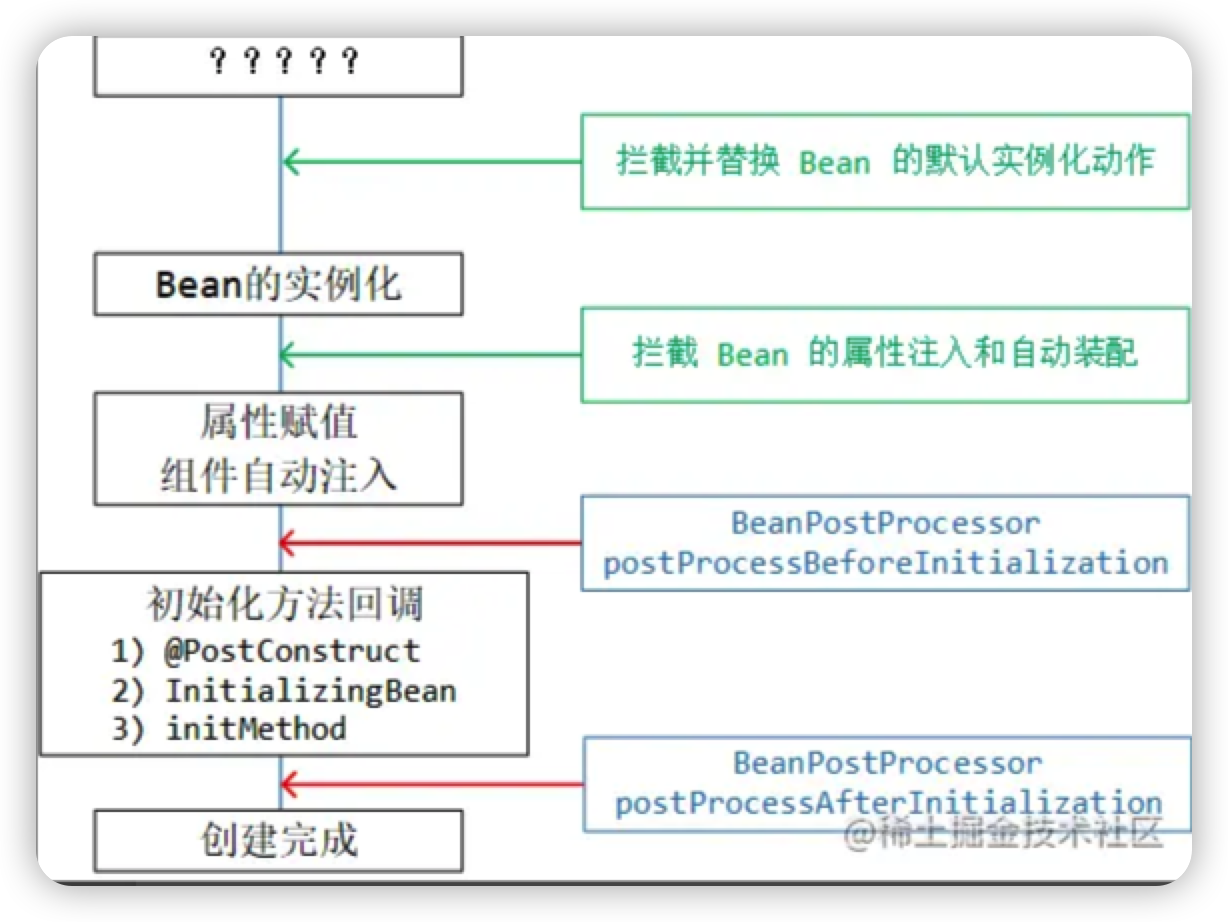 ？？？？？
拦截并替换 Bean 的默认实例化动作
Bean的实例化
拦截 Bean 的属性注入和自动装配
属性赋值
组件自动注入
BeanPostProcessor
postProcessBeforeInitialization
初始化方法回调
1) @PostConstruct
2) InitializingBean
3) initMethod
BeanPostProcessor
postProcessAfterInitialization
创建完成
@稀土掘金技术社区